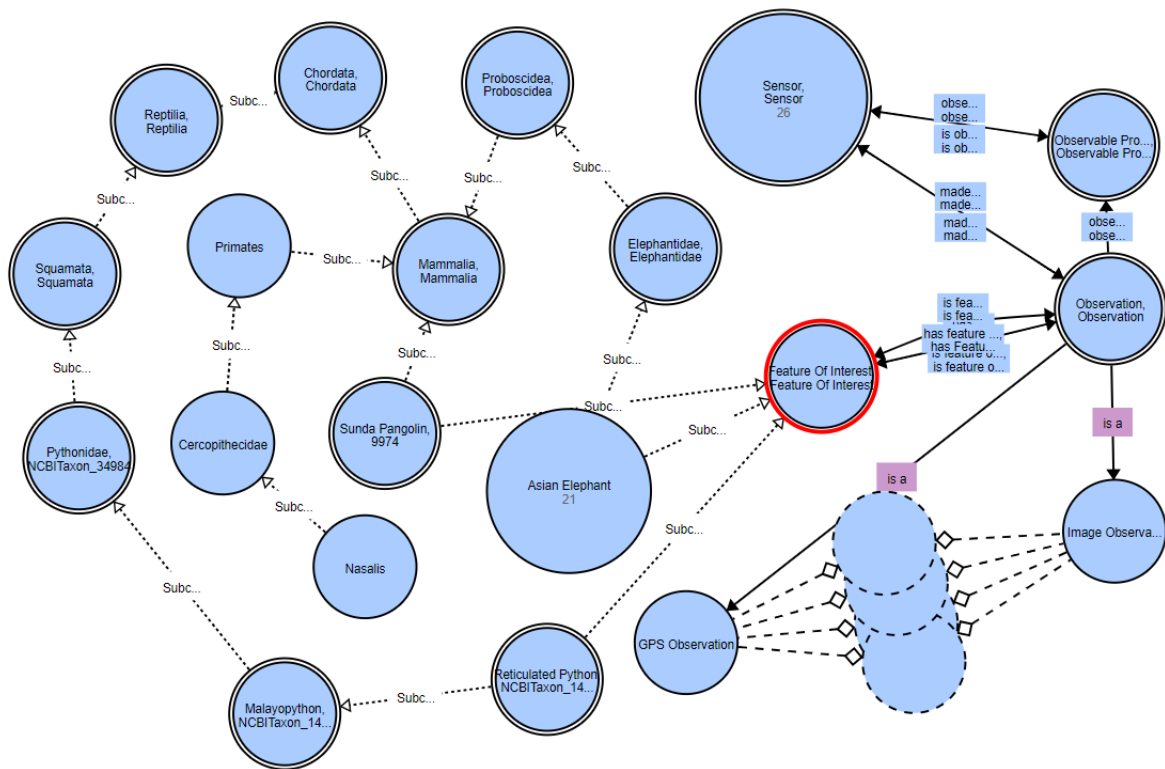 Chordata,
Chordata
Proboscidea,
Proboscidea
Sensor,
Sensor
26
Reptilia,
Reptilia
Subc...
obse...
obse...
is ob...
is ob...
Observable Pro...,
Observable Pro...
Subc...
Subc...
Subc...
Subc...
Subc...
made...
made...
mad...
mad...
obse...
obse...
Primates
Subc...
Squamata,
Squamata
Mammalia,
Mammalia
Elephantidae,
Elephantidae
Observation,
Observation
is fea...
is fea...
has feature ...,
has Featu...
is feature o...,
is feature o...
Subc...
Subc...
Subc...
Subc...
Feature Of Interest,
Feature Of Interest
Subc...
Sunda Pangolin,
9974
Subc...
is a
Pythonidae,
NCBITaxon_34984
Cercopithecidae
Asian Elephant
21
is a
Subc...
Subc...
Image Observa...
Nasalis
Subc...
GPS Observation
Reticulated Python,
NCBITaxon_14...
Subc...
Malayopython,
NCBITaxon_14...